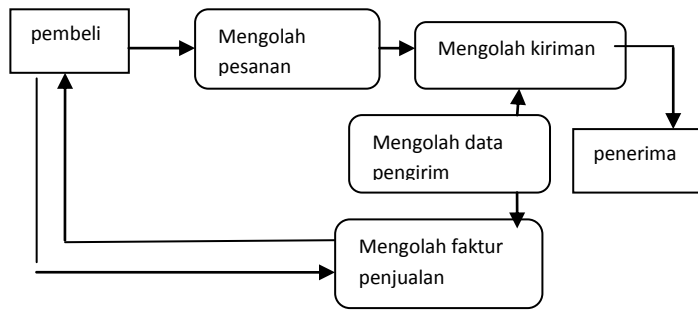 pembeli
Mengolah
pesanan
Mengolah kiriman
Mengolah data
pengirim
penerima
Mengolah faktur
penjualan